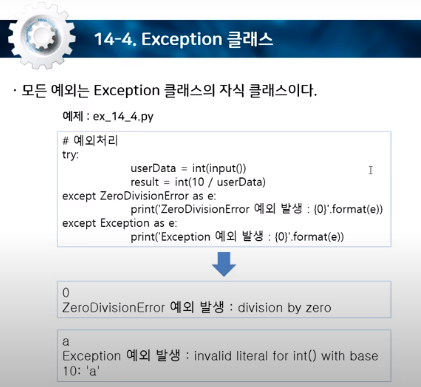 14-4. Exception 클래스
· 모든 예외는 Exception 클래스의 자식 클래스이다.
예제 : ex_14_4.py
# 예외처리
try:
userData = int(input())
result = int(10 / userData)
except ZeroDivisionError as e:
print('ZeroDivisionError 예외 발생 : {0}'.format(e))
except Exception as e:
print('Exception 예외 발생 : {0}'.format(e))
0
ZeroDivisionError 예외 발생 : division by zero
a
Exception 예외 발생 : invalid literal for int() with base
10: 'a'